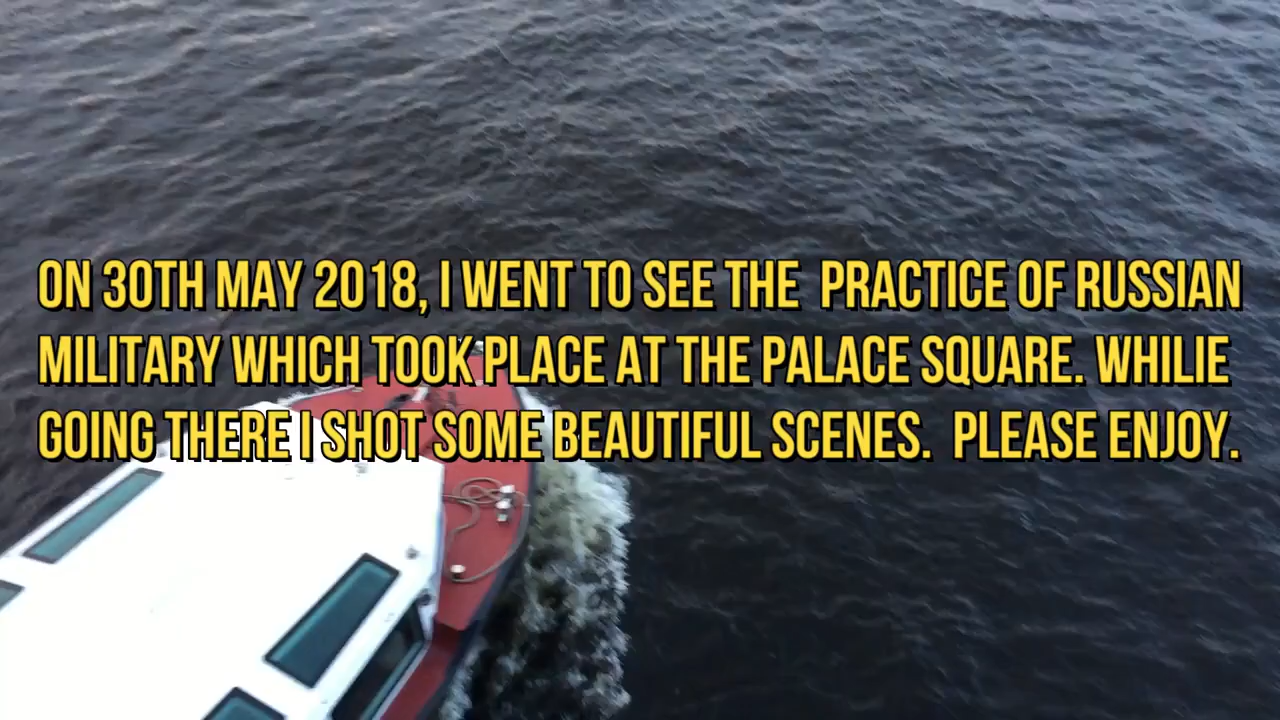 ON 30TH MAY 2018, I WENT TO SEE THE  PRACTICE OF RUSSIAN
MILITARY WHICH TOOK PLACE AT THE PALACE SQUARE. WHILIE
GOING THERE I SHOT SOME BEAUTIFUL SCENES.  PLEASE ENJOY.